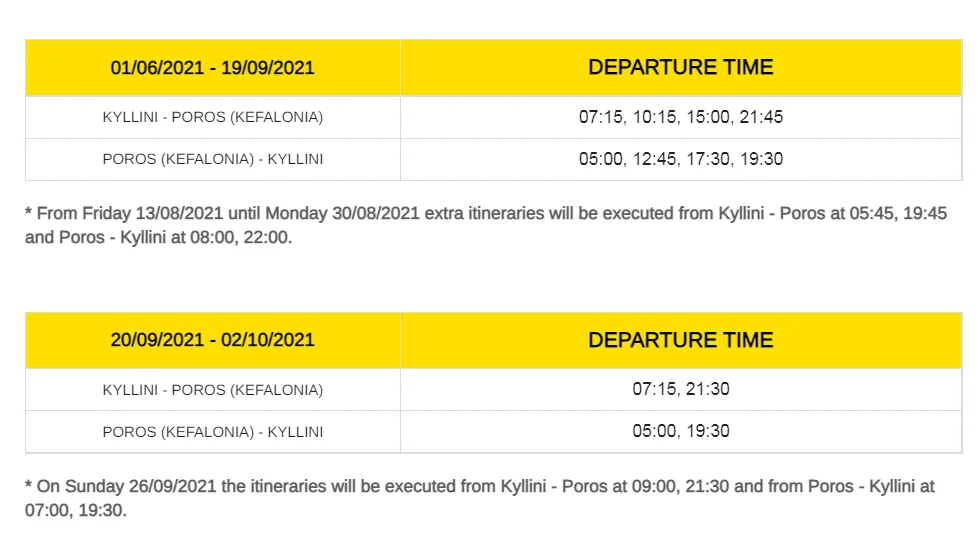 01/06/2021 - 19/09/2021 DEPARTURE TIME
KYLLINI - POROS (KEFALONIA) 07:15, 10:15, 15:00, 21:45
POROS (KEFALONIA) - KYLLINI 05:00, 12:45, 17:30, 19:30
* From Friday 13/08/2021 until Monday 30/08/2021 extra itineraries will be executed from Kyllini - Poros at 05:45, 19:45
and Poros - Kyllini at 08:00, 22:00.
20/09/2021 - 02/10/2021 DEPARTURE TIME
KYLLINI - POROS (KEFALONIA) 07:15, 21:30
POROS (KEFALONIA) - KYLLINI 05:00, 19:30
* On Sunday 26/09/2021 the itineraries will be executed from Kyllini - Poros at 09:00, 21:30 and from Poros - Kyllini at
07:00, 19:30.